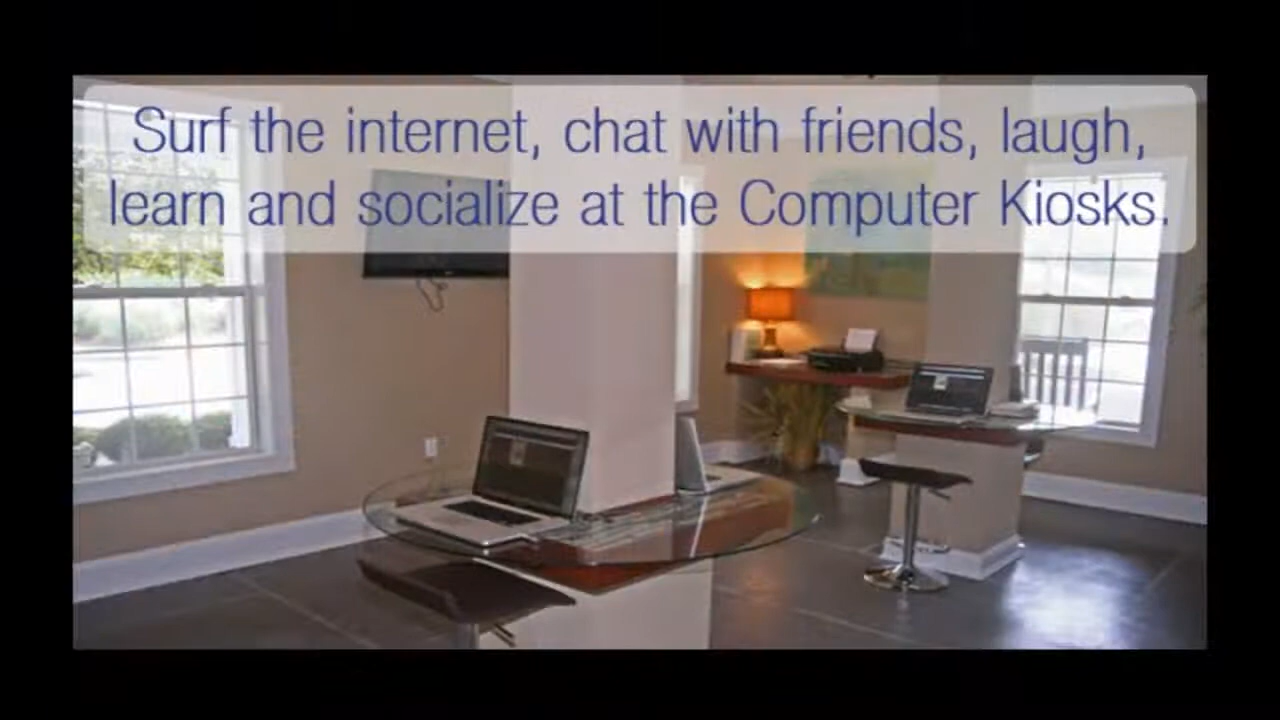 Surf the internet, chat with friends, laugh,
learn and socialize at the Computer Kiosks.